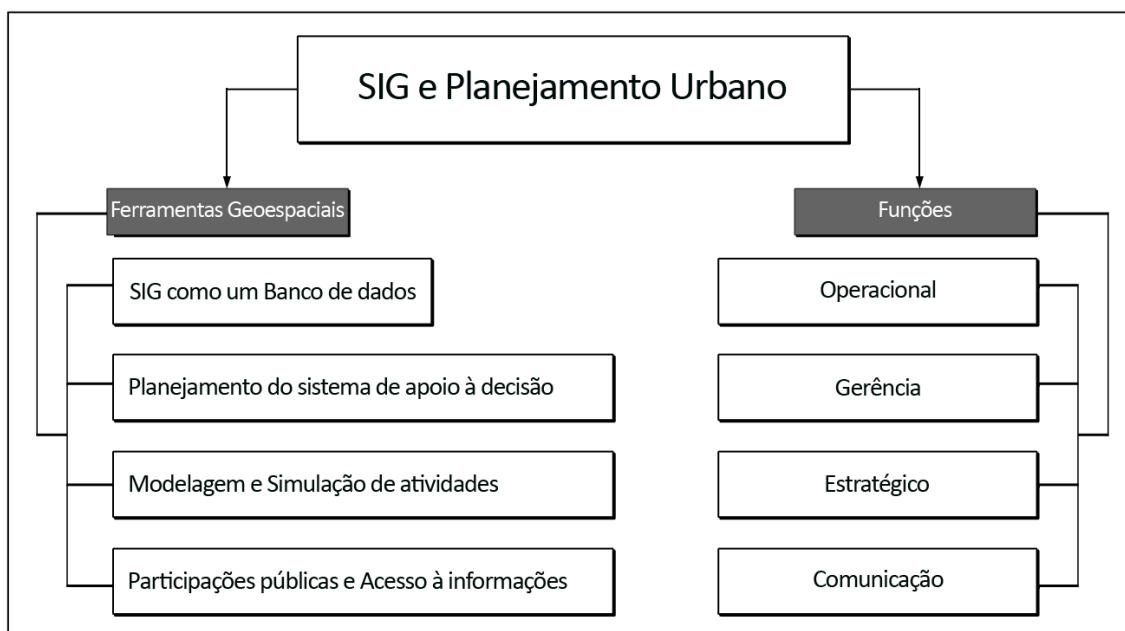 SIG e Planejamento Urbano
Ferramentas Geoespaciais
SIG como um Banco de dados
Planejamento do sistema de apoio à decisão
Modelagem e Simulação de atividades
Participações públicas e Acesso à informações
Funções
Operacional
Gerência
Estratégico
Comunicação